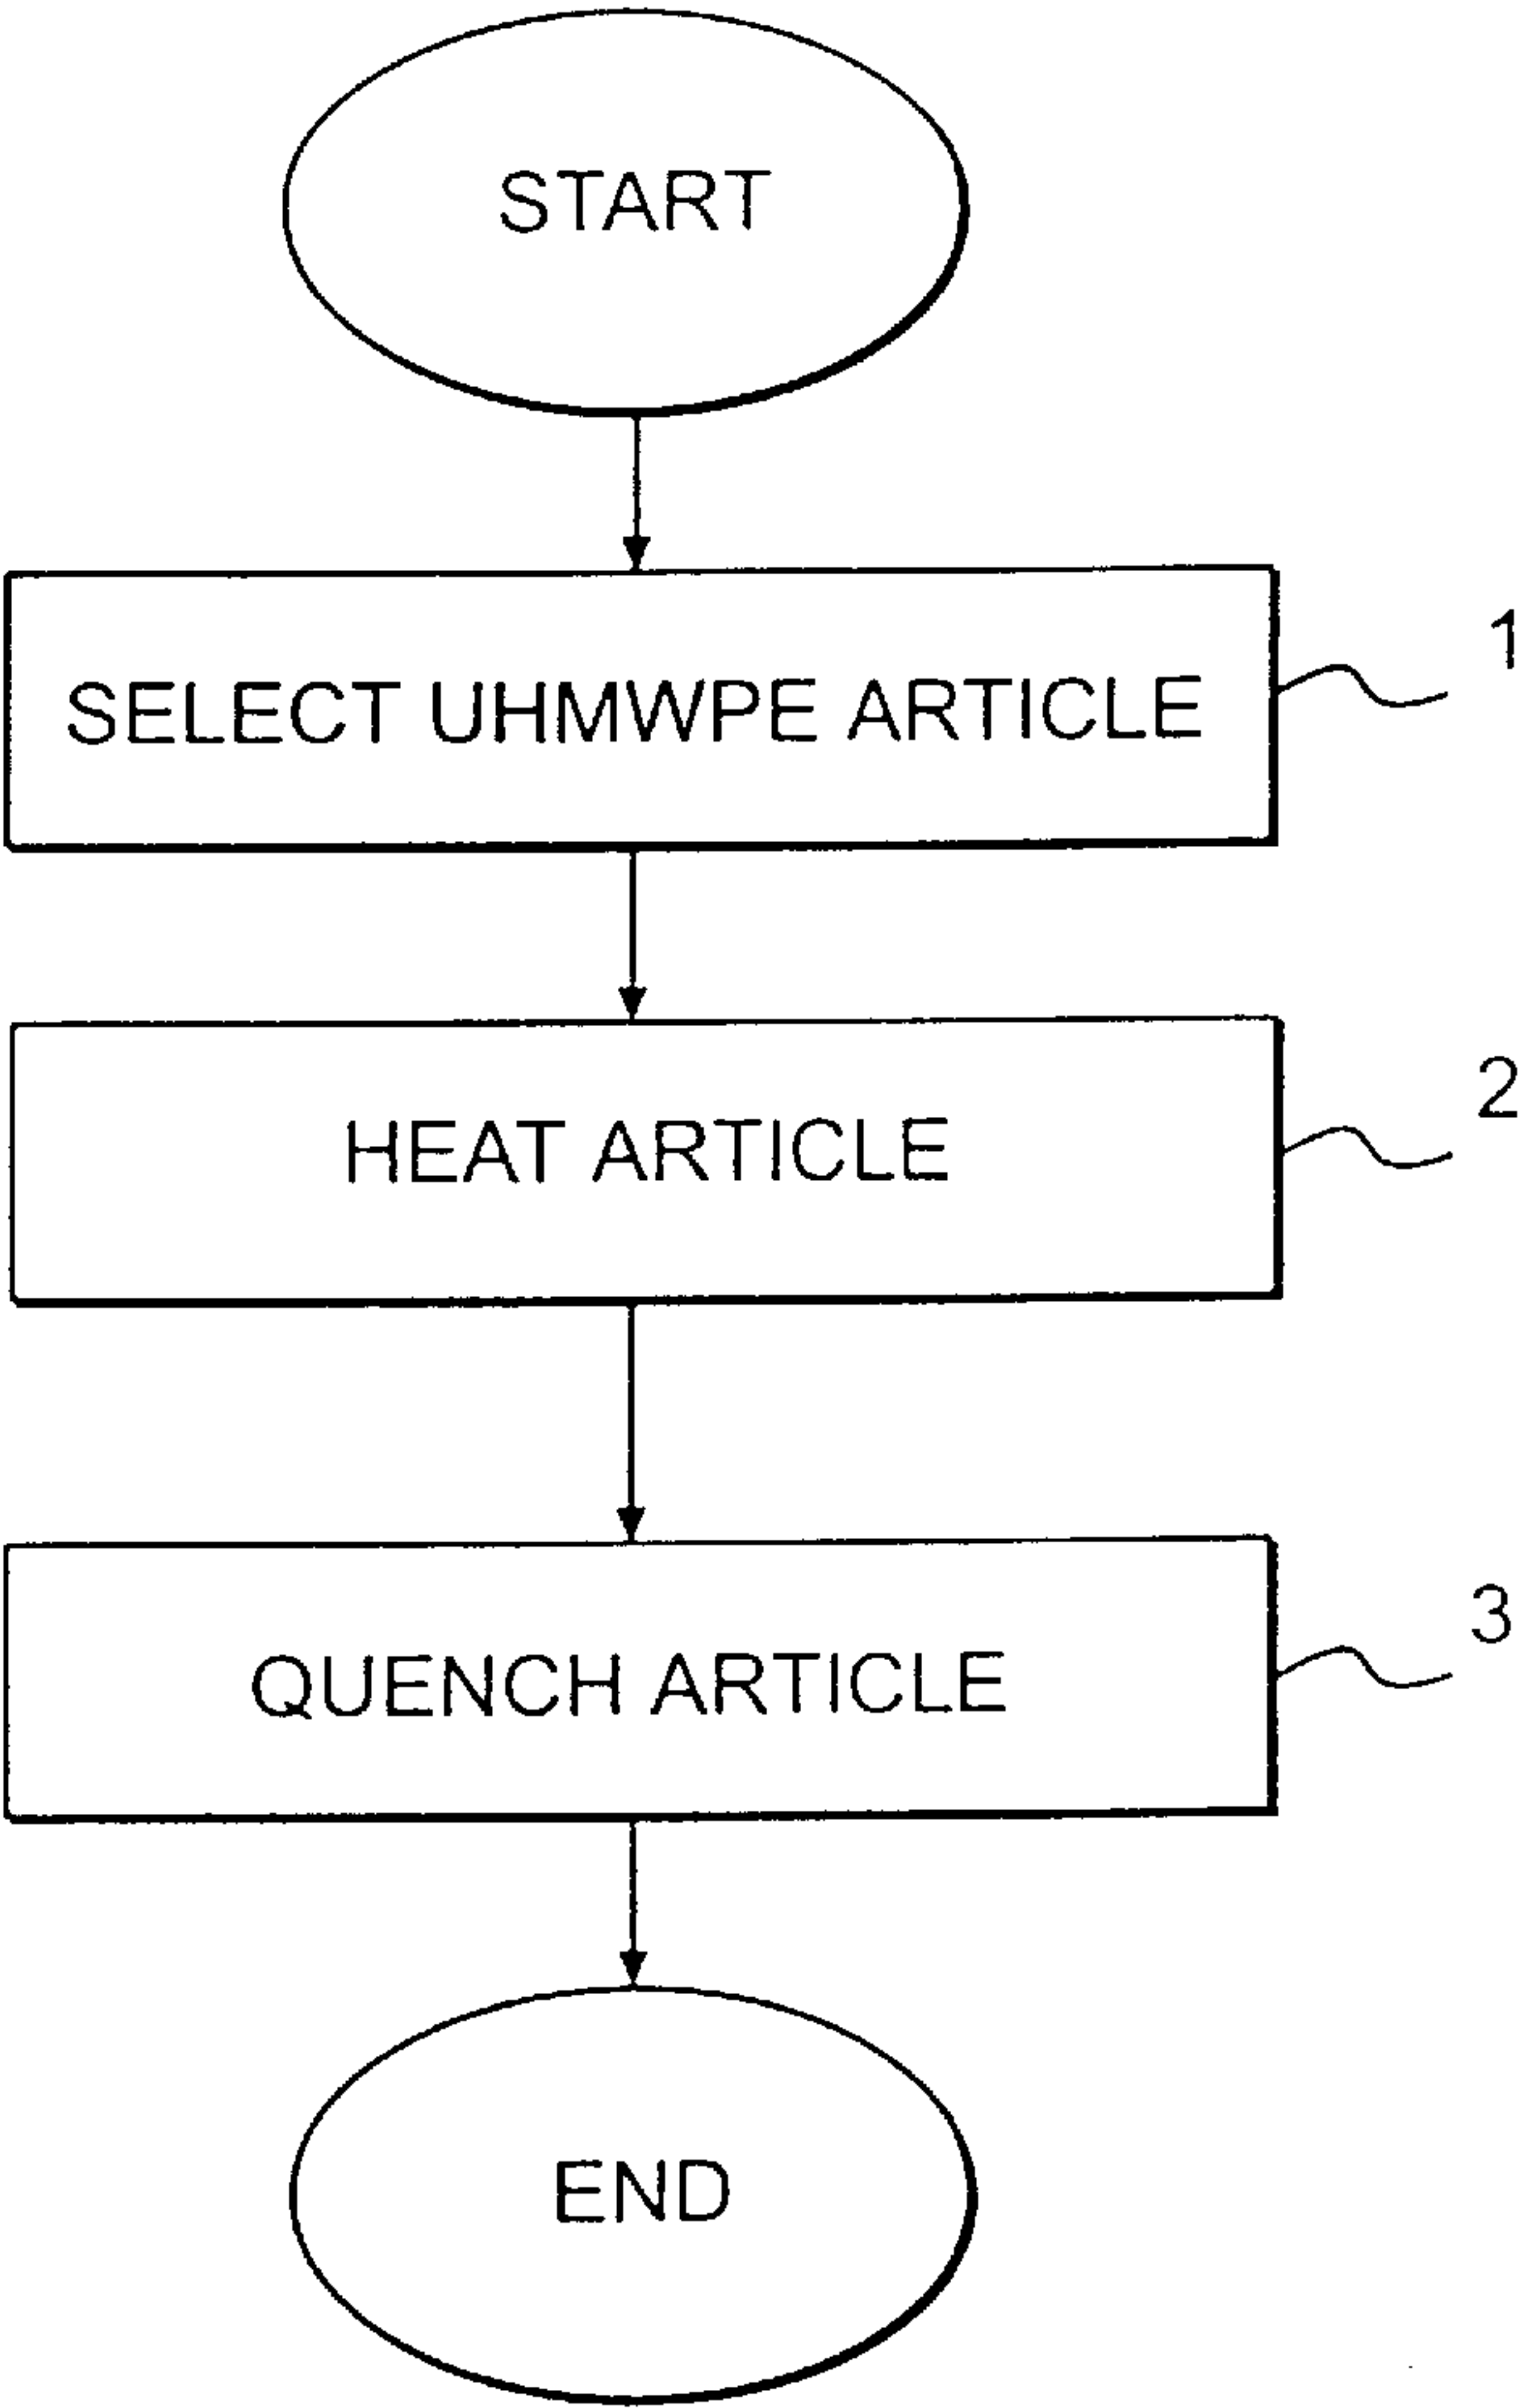 START
SELECT UHMWPE ARTICLE
1
HEAT ARTICLE
2
QUENCH ARTICLE
3
END